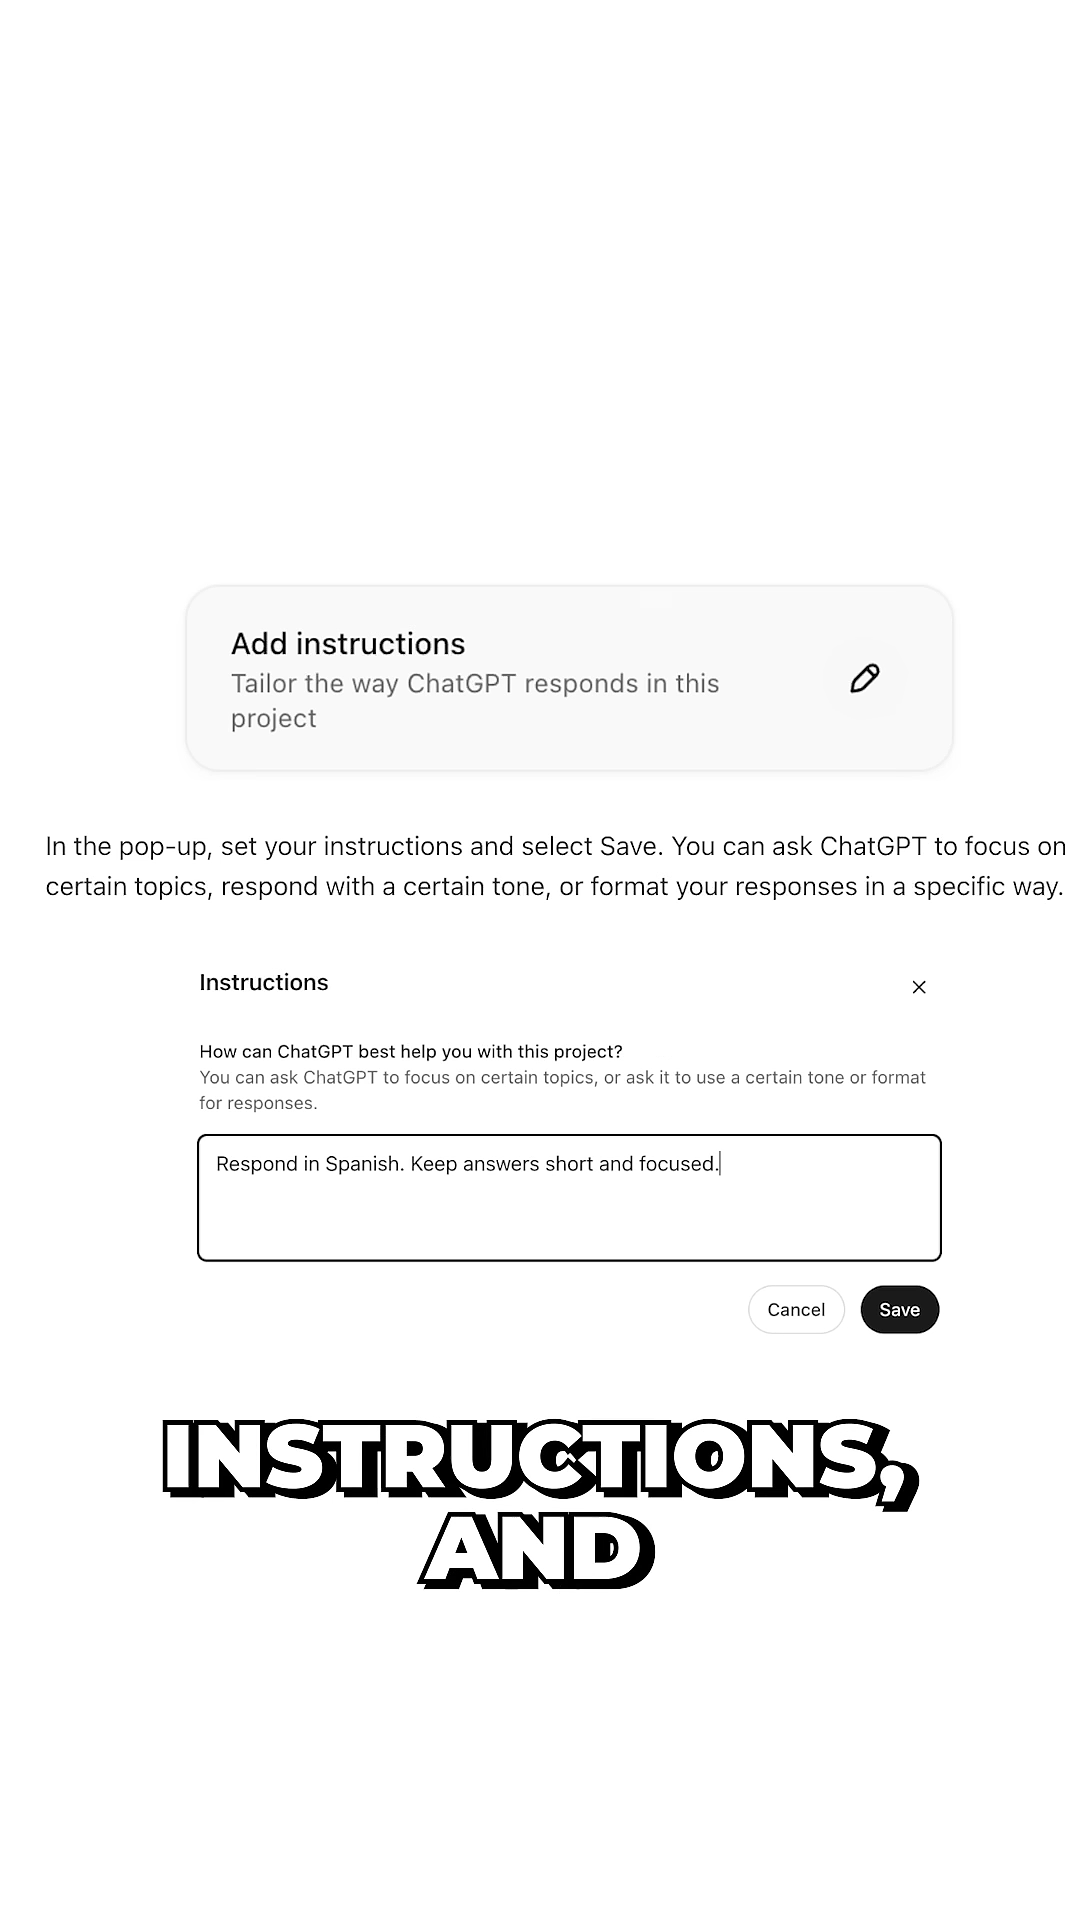 Add instructions
Tailor the way ChatGPT responds in this
project
In the pop-up, set your instructions and select Save. You can ask ChatGPT to focus on
certain topics, respond with a certain tone, or format your responses in a specific way.
Instructions
How can ChatGPT best help you with this project?
You can ask ChatGPT to focus on certain topics, or ask it to use a certain tone or format
for responses.
Respond in Spanish. Keep answers short and focused.
Cancel Save
INSTRUCTIONS,
AND